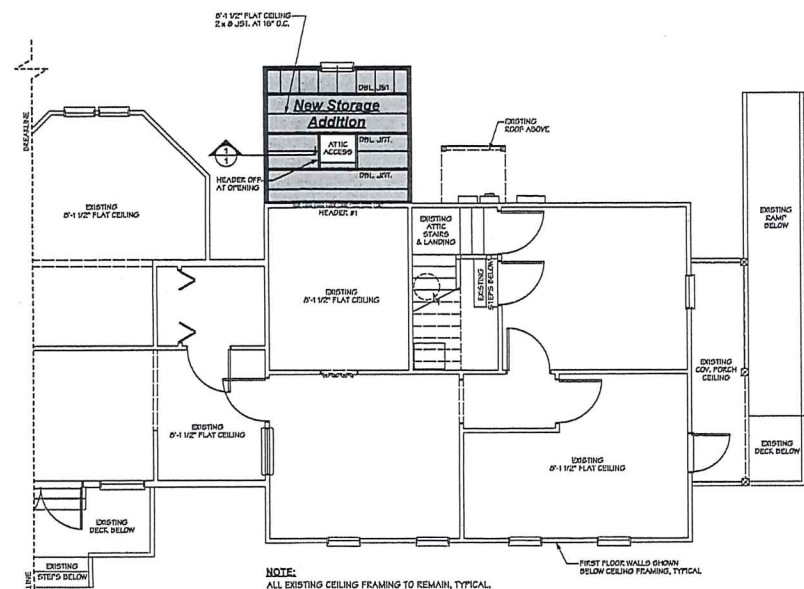 8'-1 1/2" FLAT CEILING
2 x 8 JST. AT 16" O.C.
BREAKLINE
DBL. JST.
New Storage
Addition
ATTIC
ACCESS
DBL. JST.
1
1
HEADER OFF
AT OPENING
DBL. JST.
HEADER #1
EXISTING
ROOF ABOVE
EXISTING
8'-1 1/2" FLAT CEILING
EXISTING
ATTIC
STAIRS
& LANDING
EXISTING
STEPS BELOW
EXISTING
RAMP
BELOW
EXISTING
8'-1 1/2" FLAT CEILING
EXISTING
COV. PORCH
CEILING
EXISTING
8'-1 1/2" FLAT CEILING
EXISTING
8'-1 1/2" FLAT CEILING
EXISTING
DECK BELOW
EXISTING
DECK BELOW
EXISTING
STEPS BELOW
LINE
FIRST FLOOR WALLS SHOWN
BELOW CEILING FRAMING, TYPICAL
NOTE:
ALL EXISTING CEILING FRAMING TO REMAIN, TYPICAL.